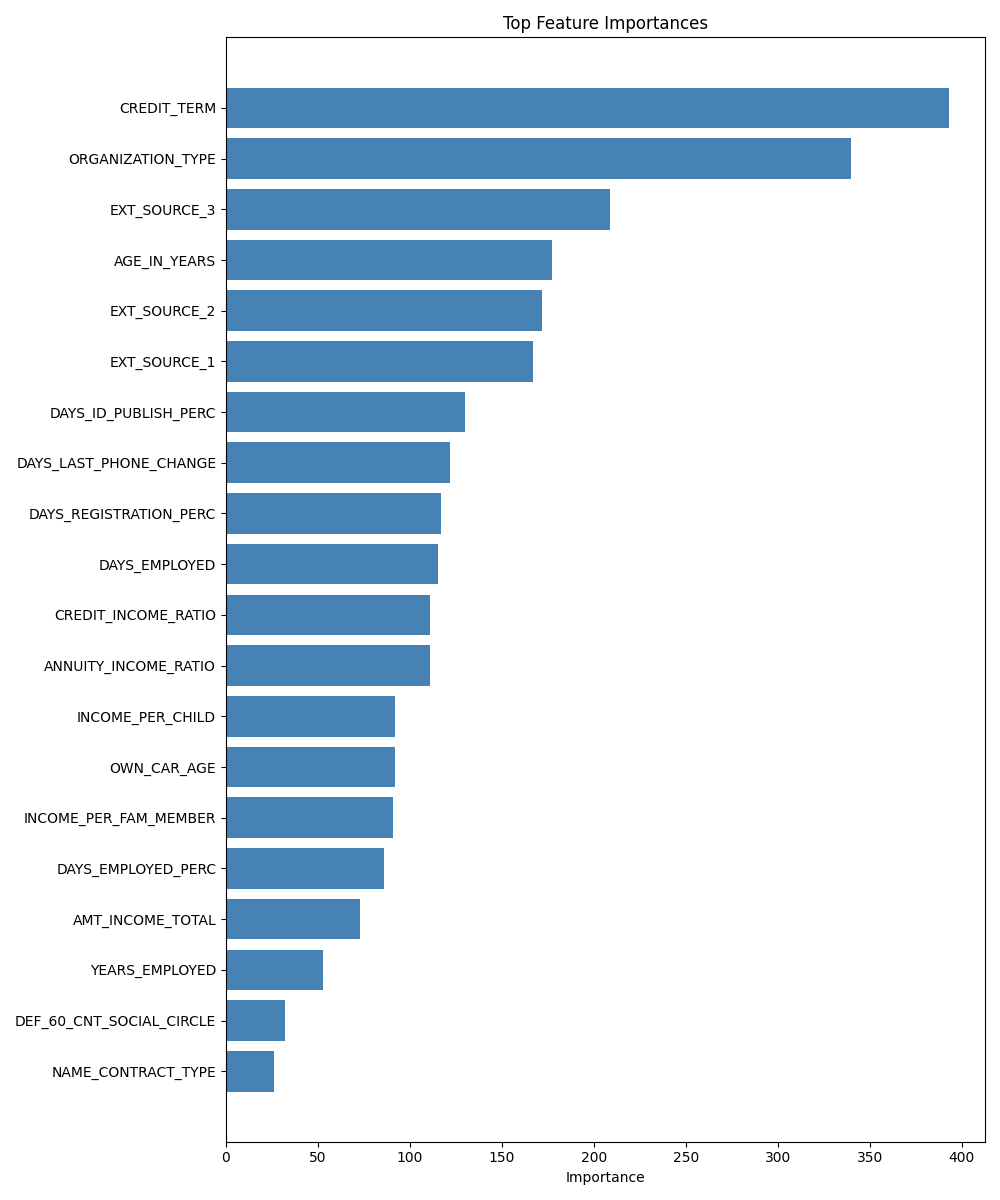 Top Feature Importances
CREDIT_TERM
ORGANIZATION_TYPE
EXT_SOURCE_3
AGE_IN_YEARS
EXT_SOURCE_2
EXT_SOURCE_1
DAYS_ID_PUBLISH_PERC
DAYS_LAST_PHONE_CHANGE
DAYS_REGISTRATION_PERC
DAYS_EMPLOYED
CREDIT_INCOME_RATIO
ANNUITY_INCOME_RATIO
INCOME_PER_CHILD
OWN_CAR_AGE
INCOME_PER_FAM_MEMBER
DAYS_EMPLOYED_PERC
AMT_INCOME_TOTAL
YEARS_EMPLOYED
DEF_60_CNT_SOCIAL_CIRCLE
NAME_CONTRACT_TYPE
0 50 100 150 200 250 300 350 400
Importance